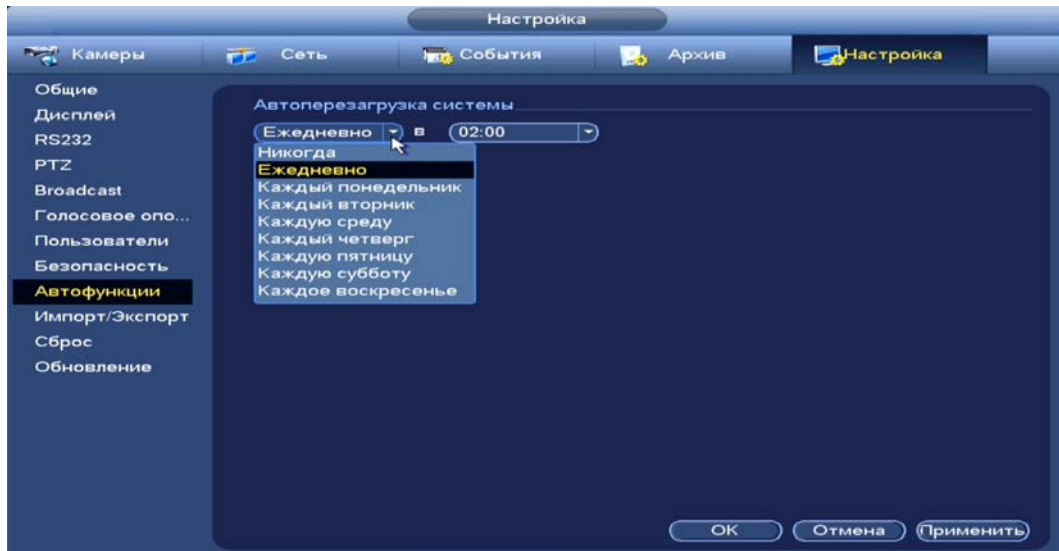 Настройка
Камеры
Сеть
События
Архив
Настройка
Общие
Дисплей
RS232
PTZ
Broadcast
Голосовое опо...
Пользователи
Безопасность
Автофункции
Импорт/Экспорт
Сброс
Обновление
Автоперезагрузка системы
Ежедневно в 02:00
Никогда
Ежедневно
Каждый понедельник
Каждый вторник
Каждую среду
Каждый четверг
Каждую пятницу
Каждую субботу
Каждое воскресенье
OK Отмена Применить